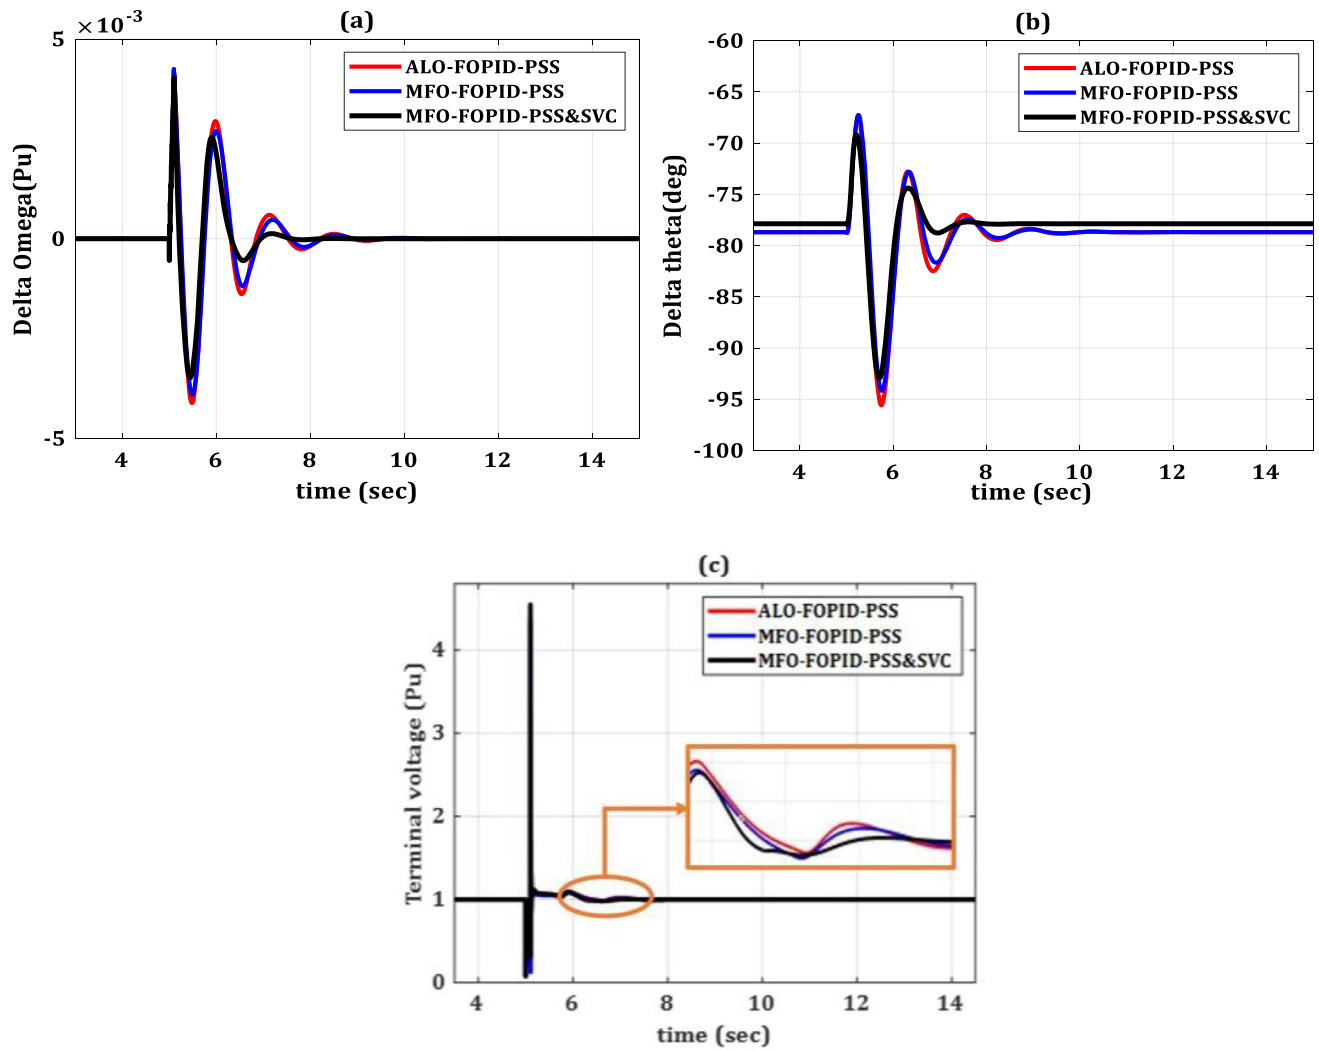 (a)
×10⁻³
5
0
-5
Delta Omega(Pu)
ALO-FOPID-PSS
MFO-FOPID-PSS
MFO-FOPID-PSS&SVC
4 6 8 10 12 14
time (sec)
(b)
-60
-65
-70
-75
-80
-85
-90
-95
-100
Delta theta(deg)
ALO-FOPID-PSS
MFO-FOPID-PSS
MFO-FOPID-PSS&SVC
4 6 8 10 12 14
time (sec)
(c)
4
3
2
1
0
Terminal voltage (Pu)
ALO-FOPID-PSS
MFO-FOPID-PSS
MFO-FOPID-PSS&SVC
4 6 8 10 12 14
time (sec)